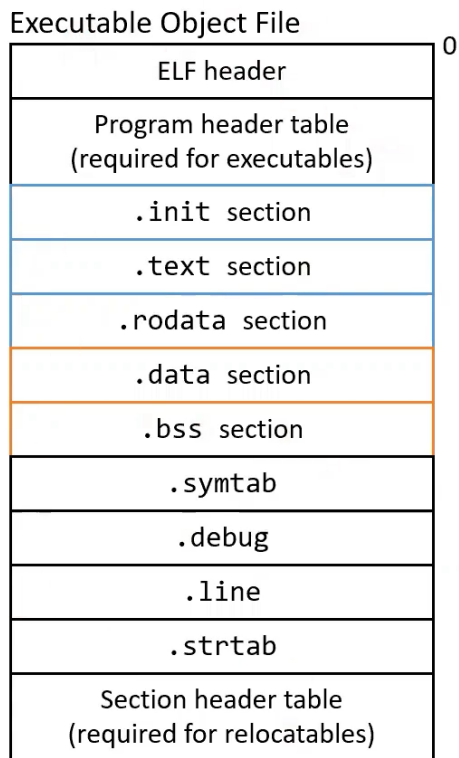 Executable Object File
0
ELF header
Program header table
(required for executables)
.init section
.text section
.rodata section
.data section
.bss section
.symtab
.debug
.line
.strtab
Section header table
(required for relocatables)